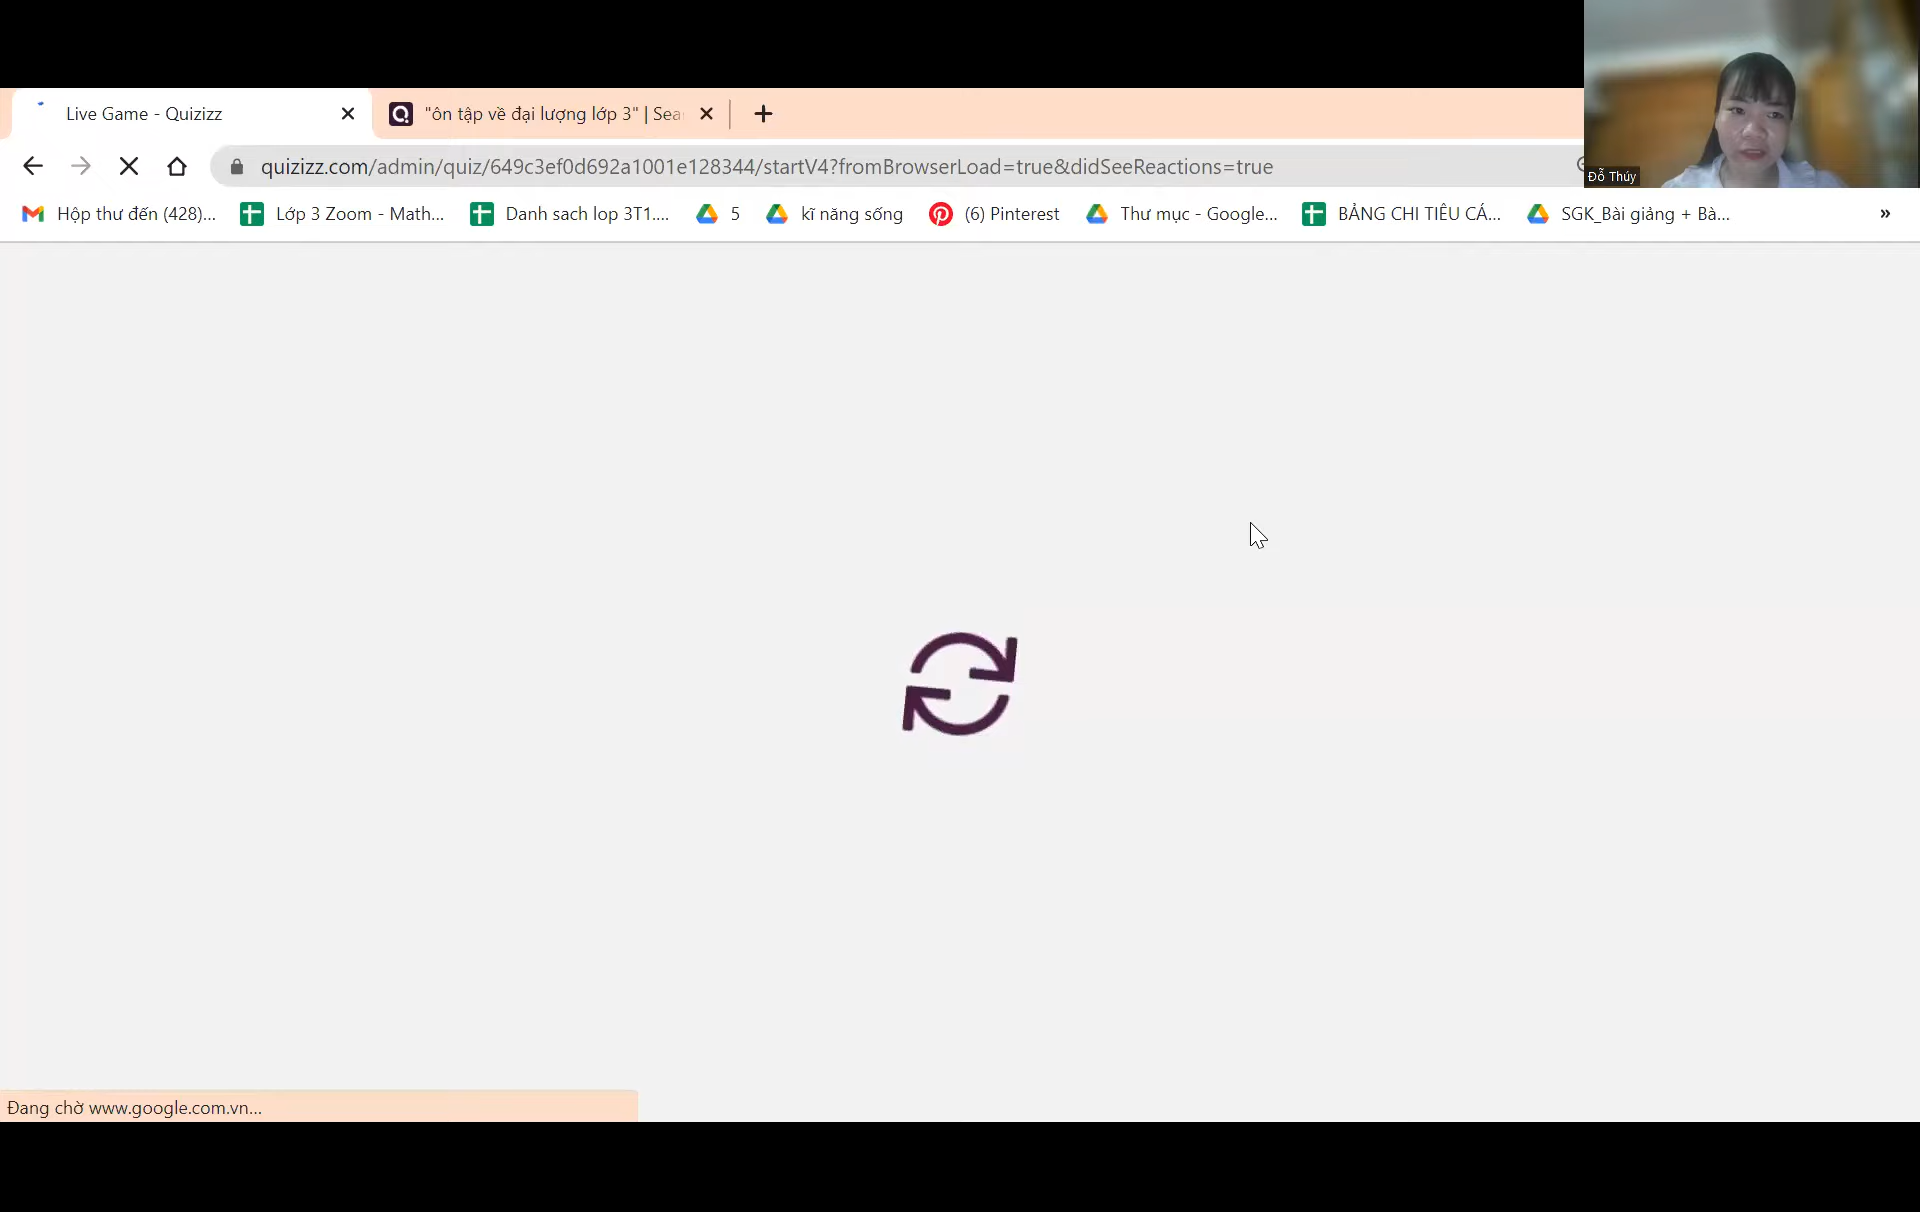 Live Game - Quizizz
"ôn tập về đại lượng lớp 3" | Sea
quizizz.com/admin/quiz/649c3ef0d692a1001e128344/startV4?fromBrowserLoad=true&didSeeReactions=true
Đỗ Thúy
Hộp thư đến (428)... Lớp 3 Zoom - Math... Danh sach lop 3T1.... 5 kĩ năng sống (6) Pinterest Thư mục - Google... BẢNG CHI TIÊU CÁ... SGK_Bài giảng + Bà... »
Đang chờ www.google.com.vn...